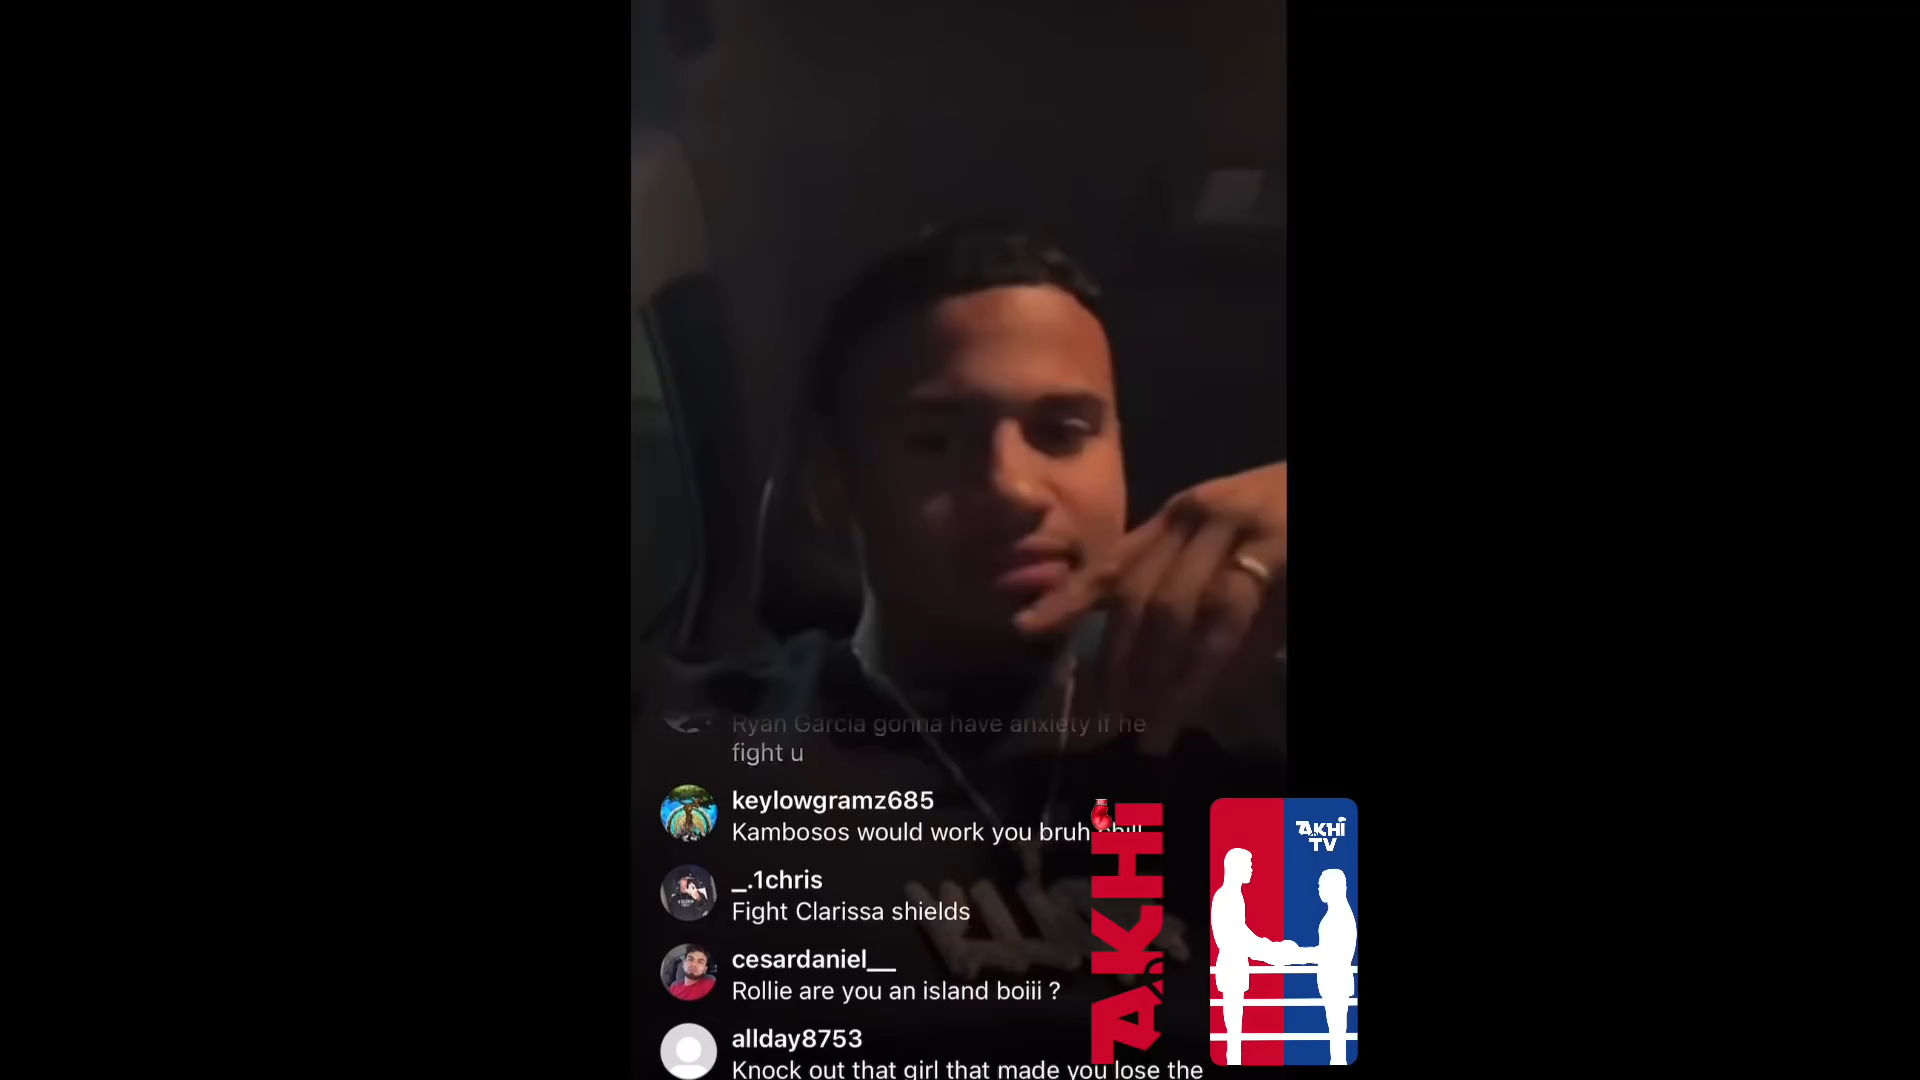 Ryan Garcia gonna have anxiety if he
fight u
keylowgramz685
Kambosos would work you bruh chill
_.1chris
Fight Clarissa shields
cesardaniel__
Rollie are you an island boiii ?
allday8753
Knock out that girl that made you lose the
AKHI
AKHI
TV